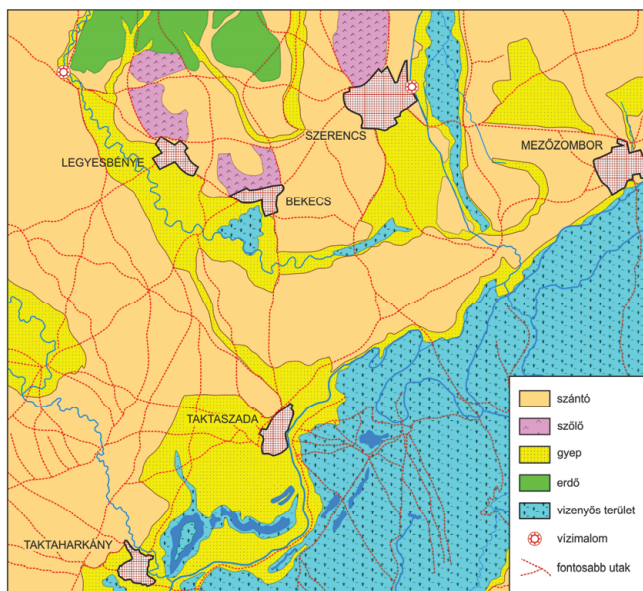 SZERENCS
MEZŐZOMBOR
LEGYESBÉNYE
BEKECS
TAKTASZADA
TAKTAHARKÁNY
szántó
szőlő
gyep
erdő
vizenyős terület
vízimalom
fontosabb utak